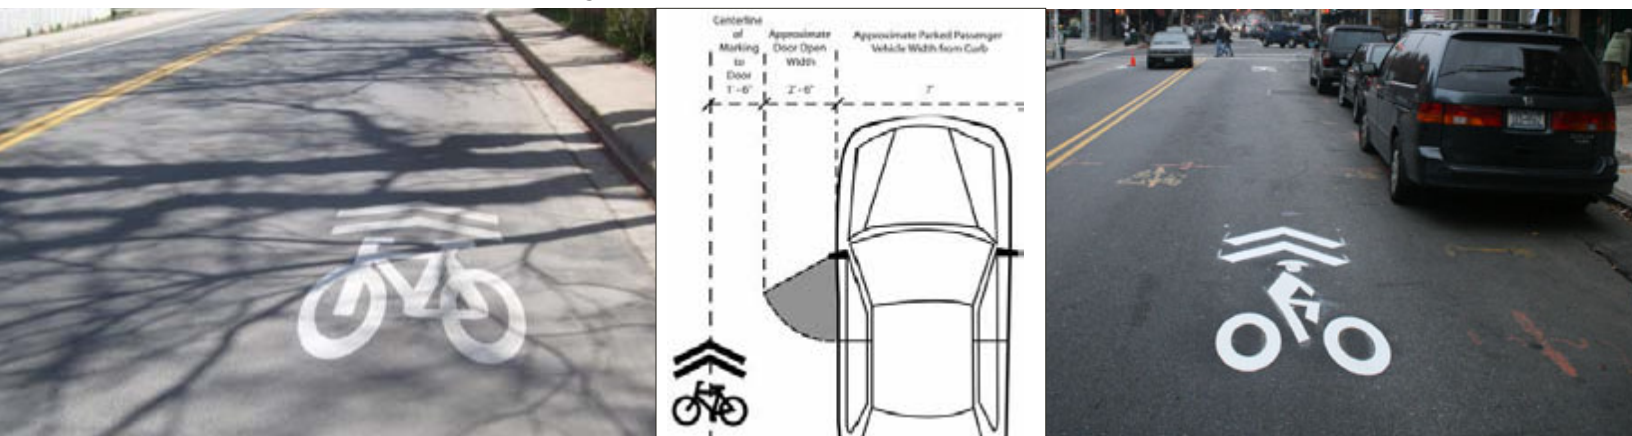 Centerline
of
Marking
to
Door
1'-6"
Approximate
Door Open
Width
2'-6"
Approximate Parked Passenger
Vehicle Width from Curb
7'